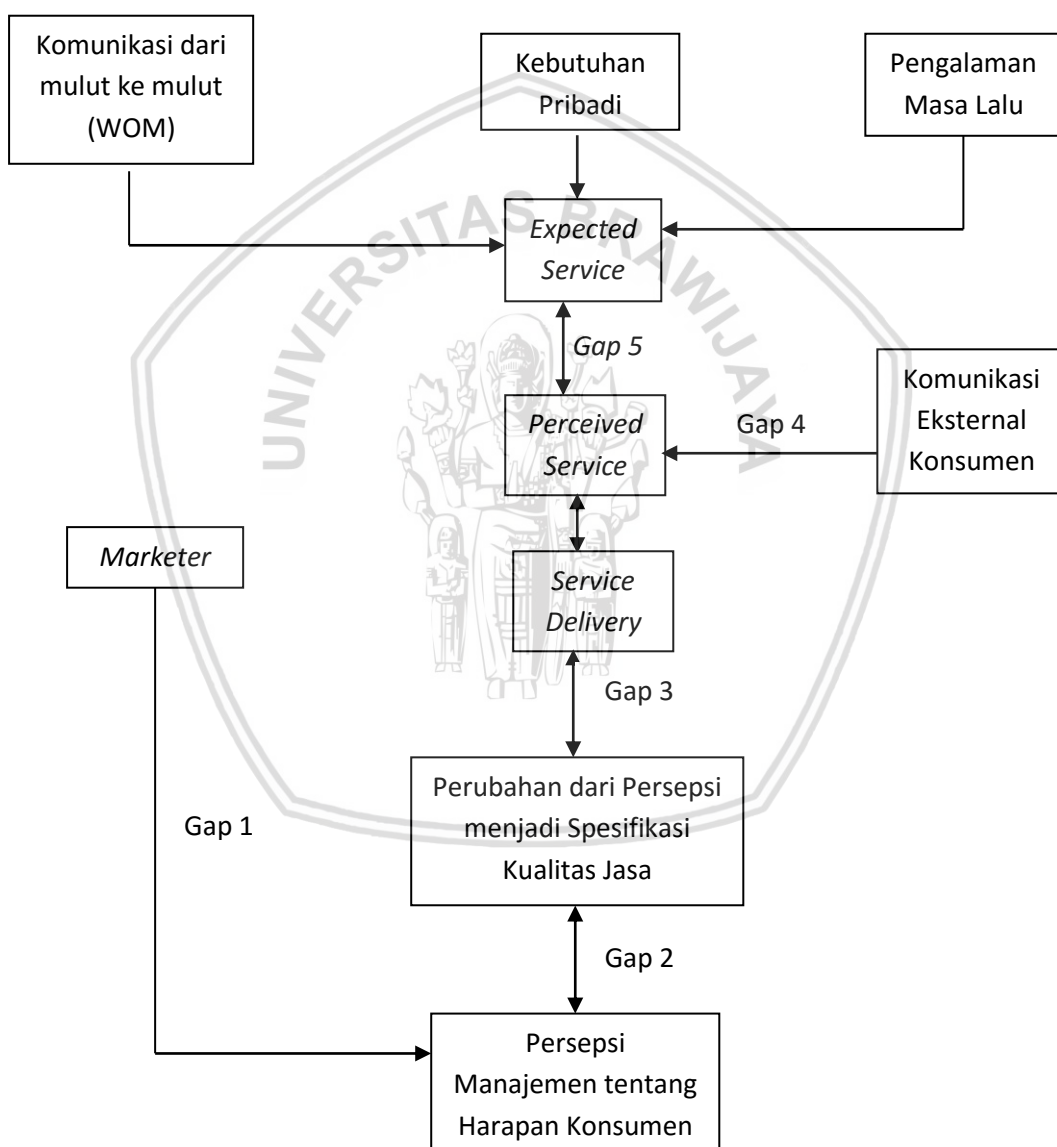 Komunikasi dari
mulut ke mulut
(WOM)
Kebutuhan
Pribadi
Pengalaman
Masa Lalu
UNIVERSITAS BRAWIJAYA
Expected
Service
Gap 5
Perceived
Service
Gap 4
Komunikasi
Eksternal
Konsumen
Marketer
Service
Delivery
Gap 3
Perubahan dari Persepsi
menjadi Spesifikasi
Kualitas Jasa
Gap 1
Gap 2
Persepsi
Manajemen tentang
Harapan Konsumen